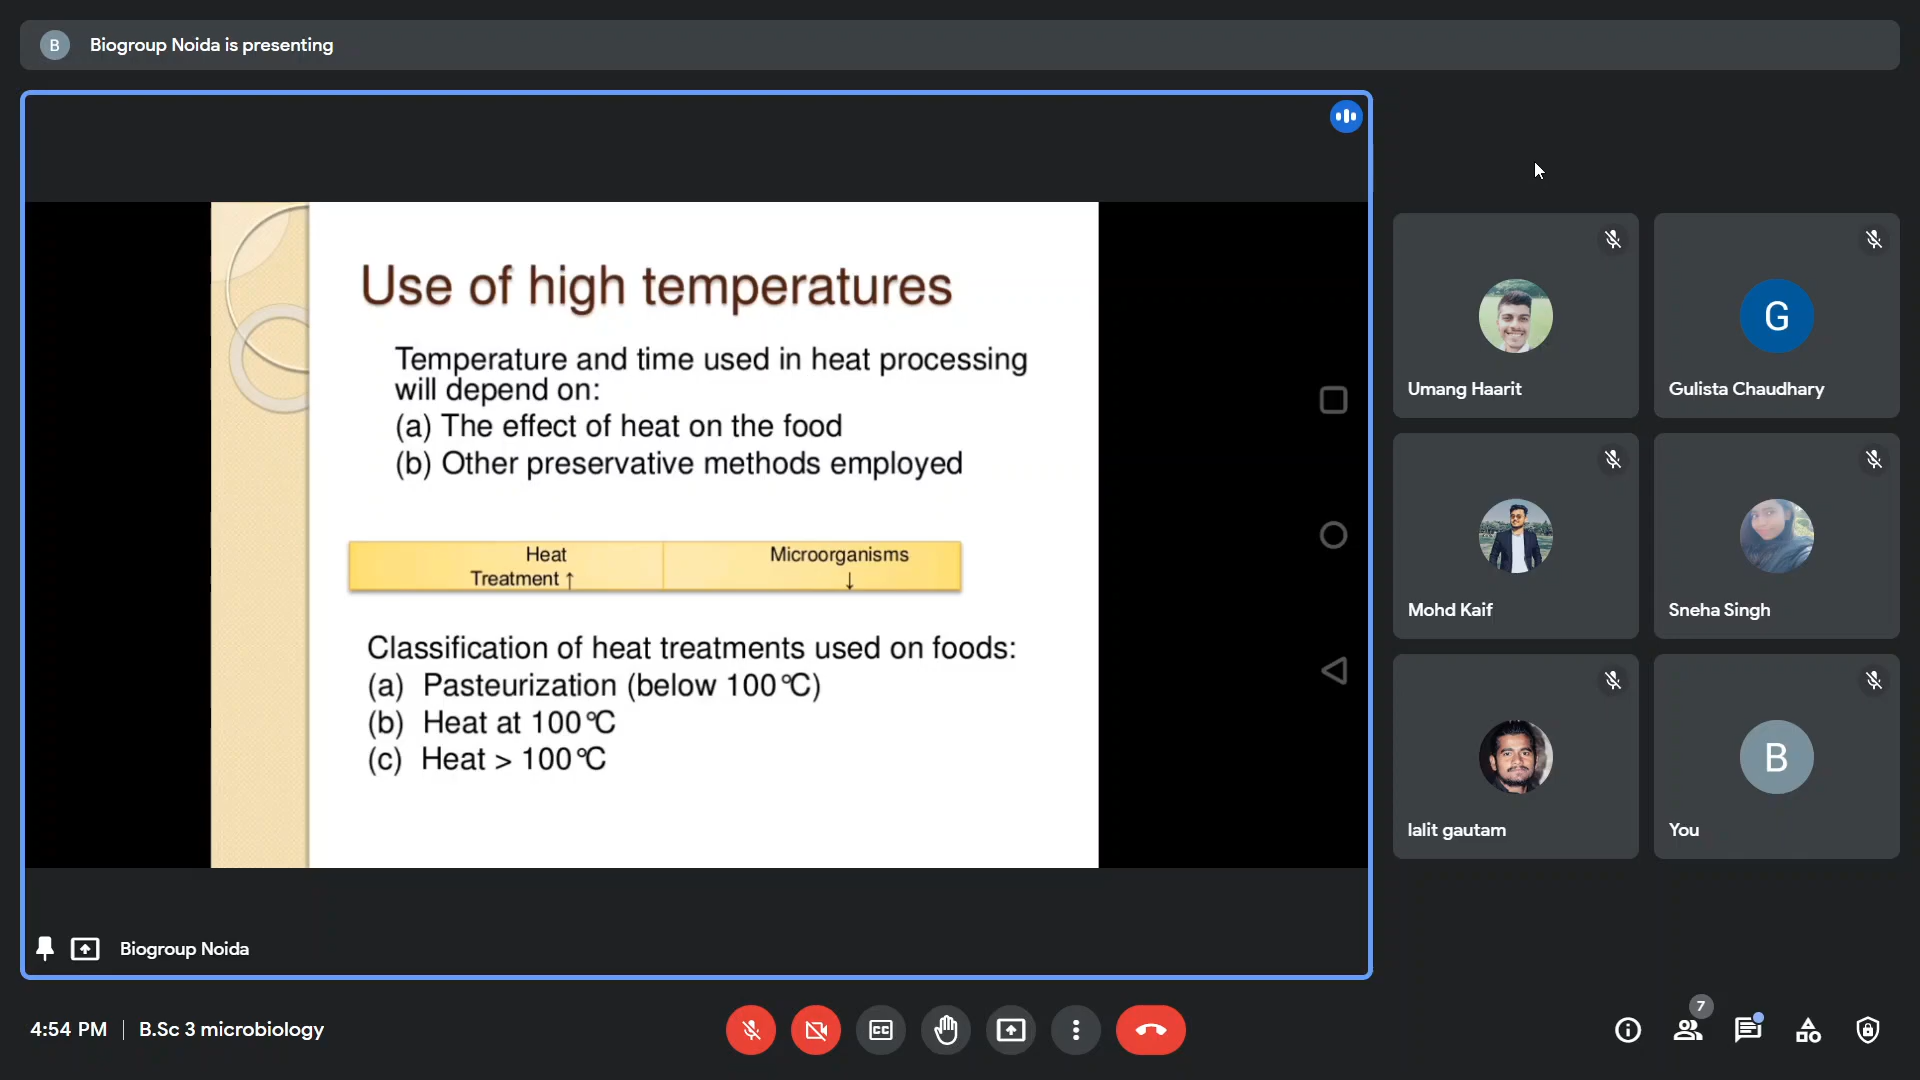 B
Biogroup Noida is presenting
Use of high temperatures
Temperature and time used in heat processing
will depend on:
(a) The effect of heat on the food
(b) Other preservative methods employed
Heat
Treatment ↑
Microorganisms
↓
Classification of heat treatments used on foods:
(a) Pasteurization (below 100°C)
(b) Heat at 100°C
(c) Heat > 100°C
Biogroup Noida
Umang Haarit
G
Gulista Chaudhary
Mohd Kaif
Sneha Singh
lalit gautam
B
You
4:54 PM | B.Sc 3 microbiology
CC
7